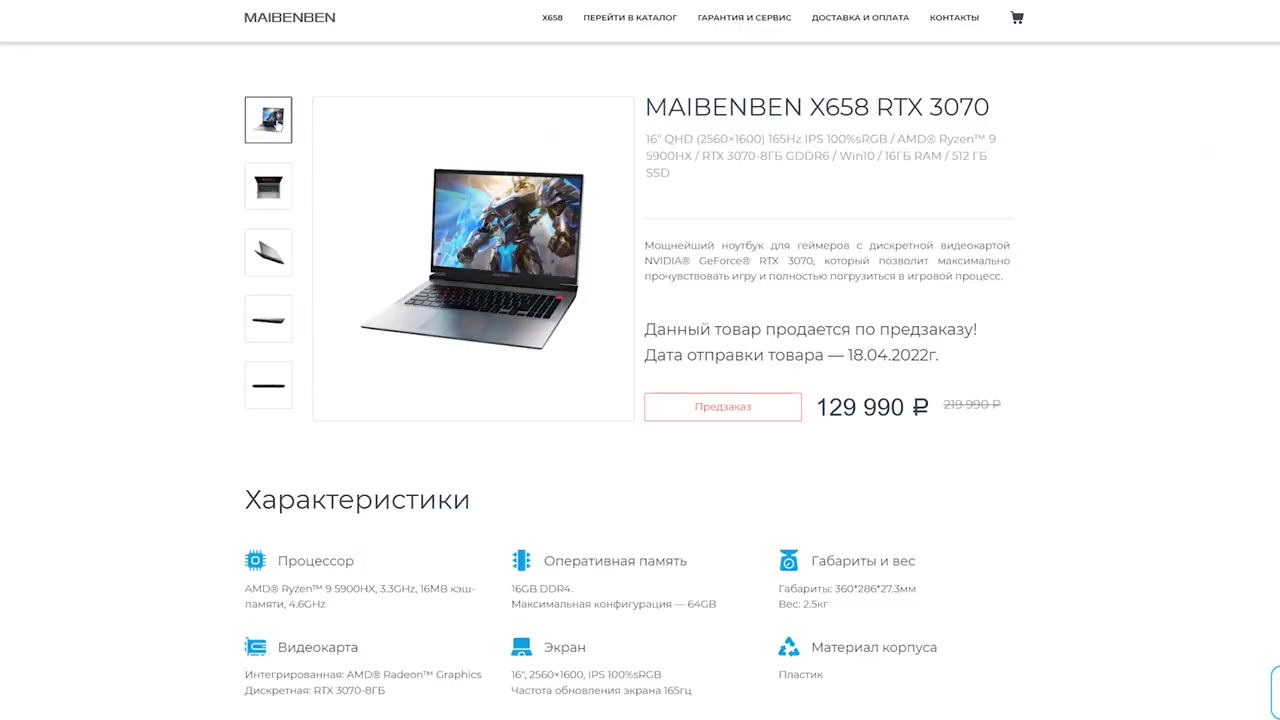 MAIBENBEN
X658
ПЕРЕЙТИ В КАТАЛОГ
ГАРАНТИЯ И СЕРВИС
ДОСТАВКА И ОПЛАТА
КОНТАКТЫ
MAIBENBEN X658 RTX 3070
16" QHD (2560×1600) 165Hz IPS 100%sRGB / AMD® Ryzen™ 9
5900HX / RTX 3070-8ГБ GDDR6 / Win10 / 16ГБ RAM / 512 ГБ
SSD
Мощнейший ноутбук для геймеров с дискретной видеокартой
NVIDIA® GeForce® RTX 3070, который позволит максимально
прочувствовать игру и полностью погрузиться в игровой процесс.
Данный товар продается по предзаказу!
Дата отправки товара — 18.04.2022г.
Предзаказ
129 990 ₽
219 990 ₽
Характеристики
Процессор
AMD® Ryzen™ 9 5900HX, 3.3GHz, 16MB кэш-
памяти, 4.6GHz
Оперативная память
16GB DDR4.
Максимальная конфигурация — 64GB
Габариты и вес
Габариты: 360*286*27.3мм
Вес: 2.5кг
Видеокарта
Интегрированная: AMD® Radeon™ Graphics
Дискретная: RTX 3070-8ГБ
Экран
16", 2560×1600, IPS 100%sRGB
Частота обновления экрана 165гц
Материал корпуса
Пластик